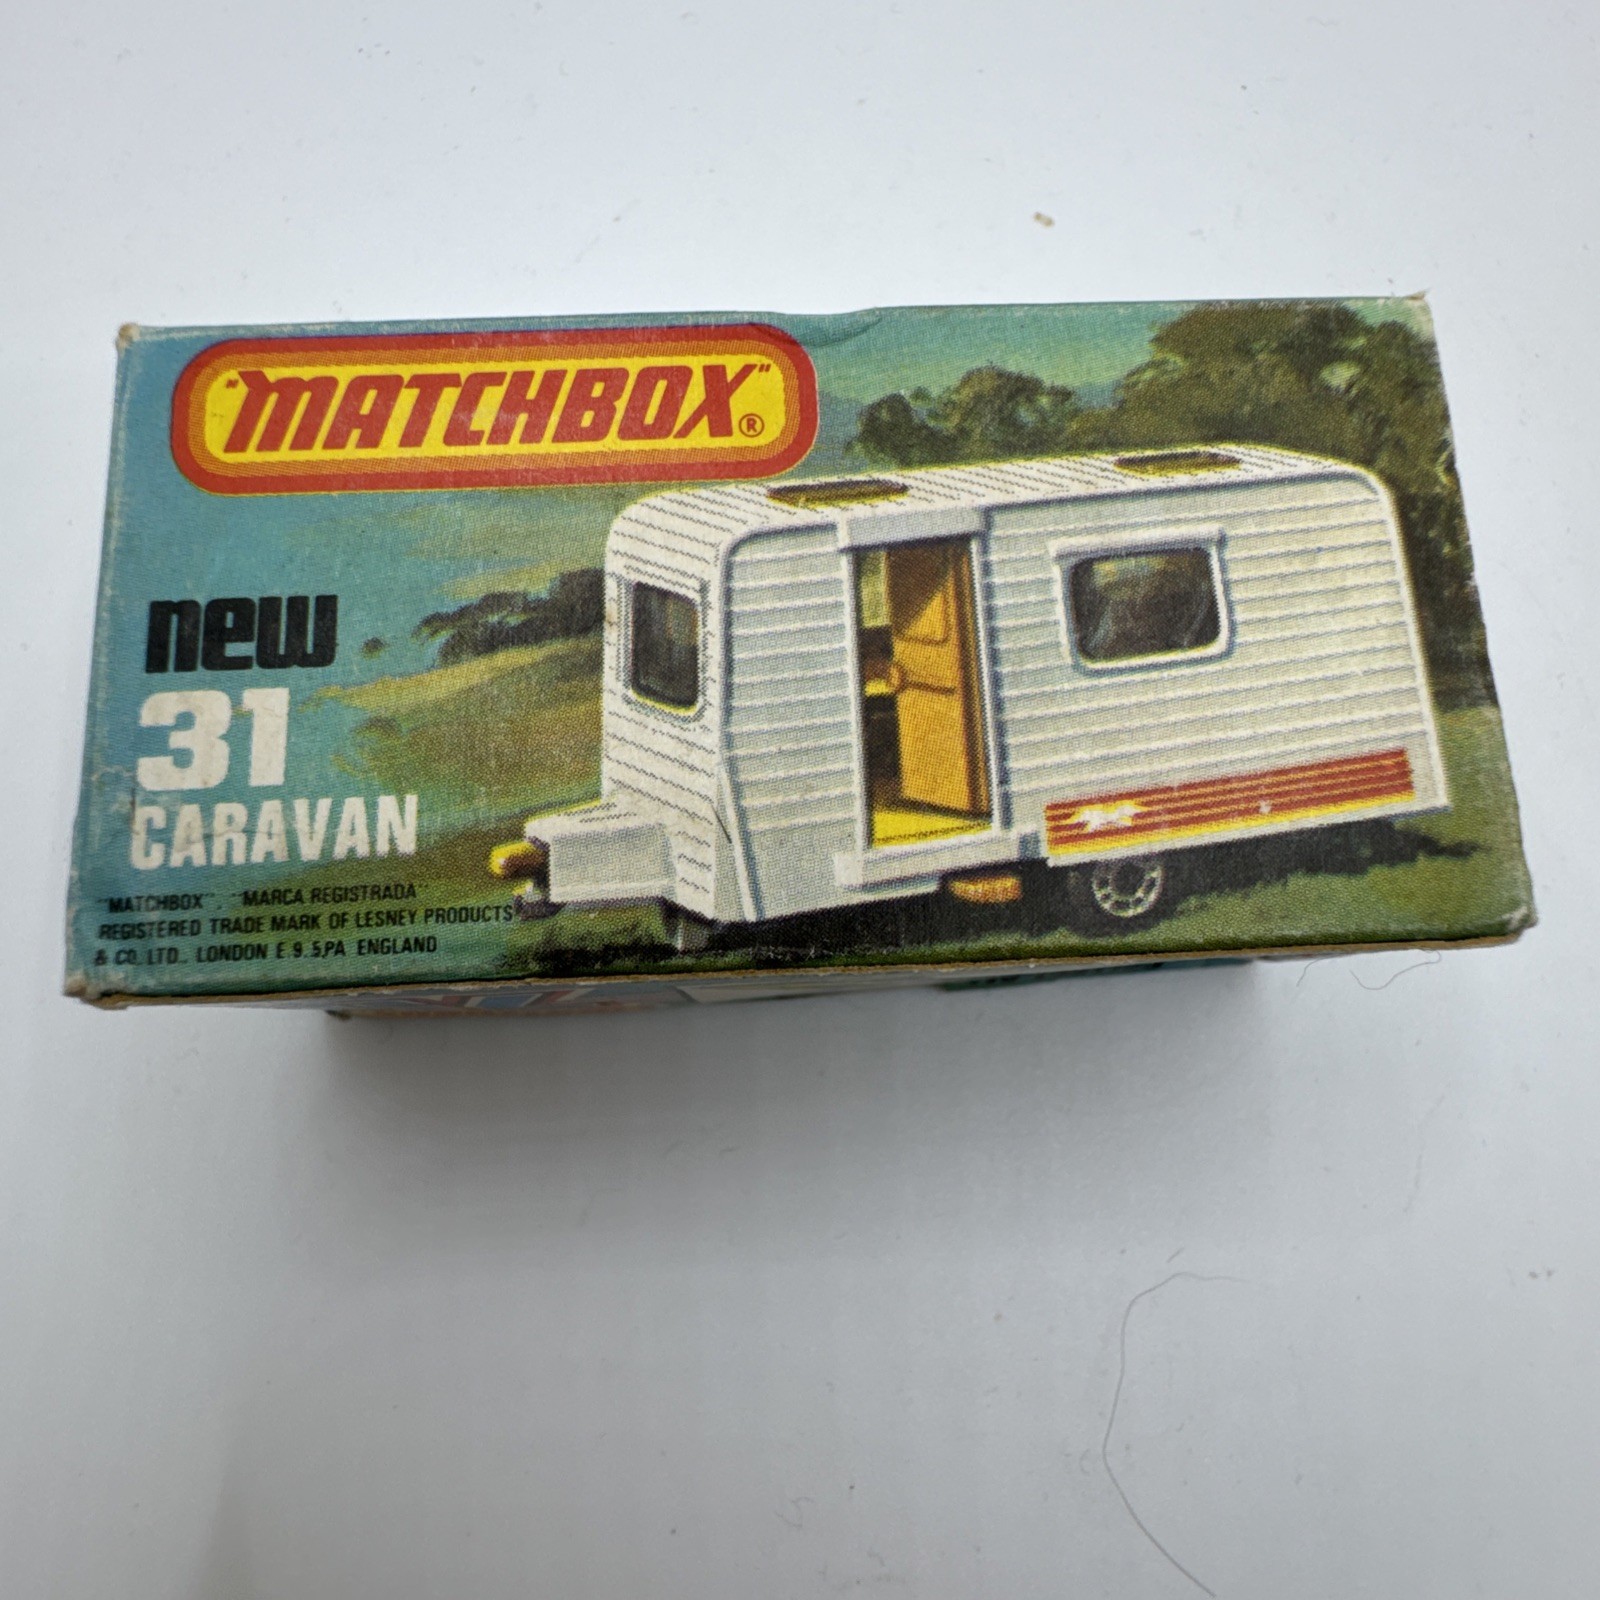 "MATCHBOX"®
new
31
CARAVAN
"MATCHBOX". "MARCA REGISTRADA"
REGISTERED TRADE MARK OF LESNEY PRODUCTS
& CO. LTD.. LONDON E.9.5PA ENGLAND